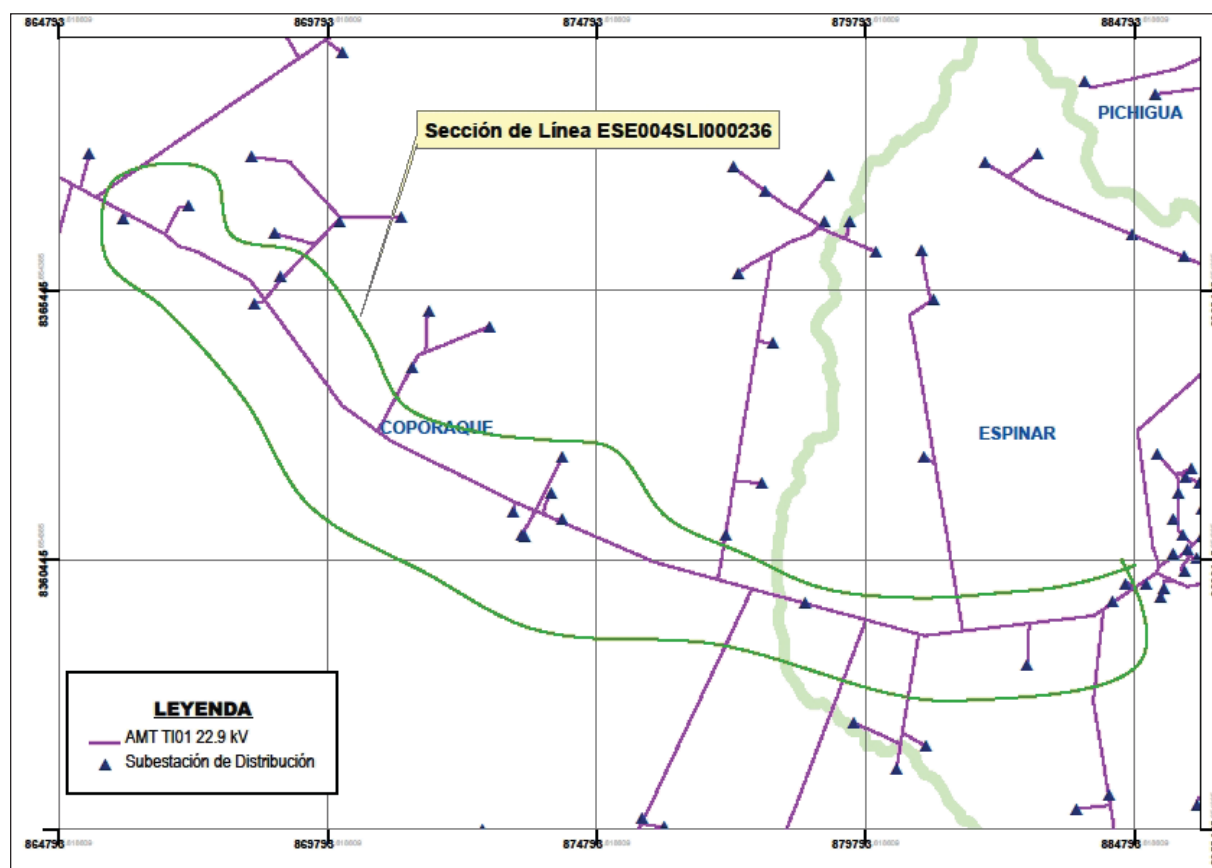 864793
869793
874793
879793
884793
PICHIGUA
Sección de Línea ESE004SLI000236
8365445
COPORAQUE
ESPINAR
8360445
LEYENDA
AMT TI01 22.9 kV
Subestación de Distribución
864793
869793
874793
879793
884793